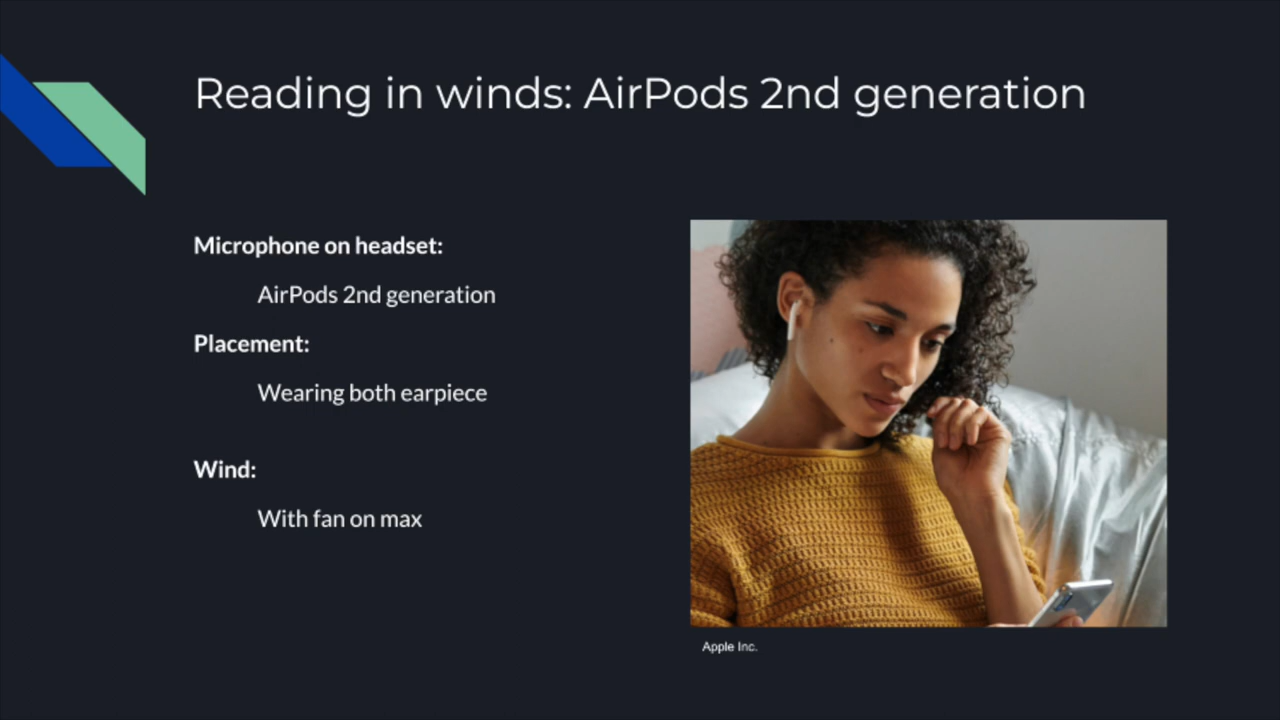 Reading in winds: AirPods 2nd generation
Microphone on headset:
AirPods 2nd generation
Placement:
Wearing both earpiece
Wind:
With fan on max
Apple Inc.